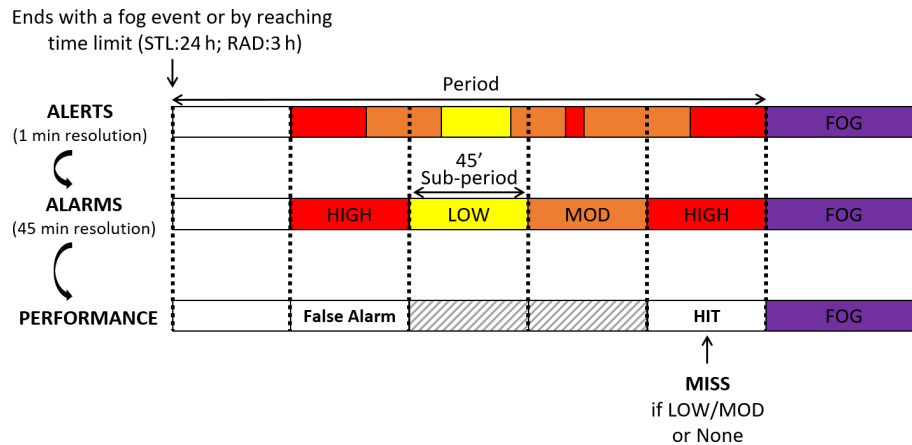 Ends with a fog event or by reaching
time limit (STL:24 h; RAD:3 h)
Period
ALERTS
(1 min resolution)
FOG
45’
Sub-period
ALARMS
(45 min resolution)
HIGH
LOW
MOD
HIGH
FOG
PERFORMANCE
False Alarm
HIT
FOG
MISS
if LOW/MOD
or None